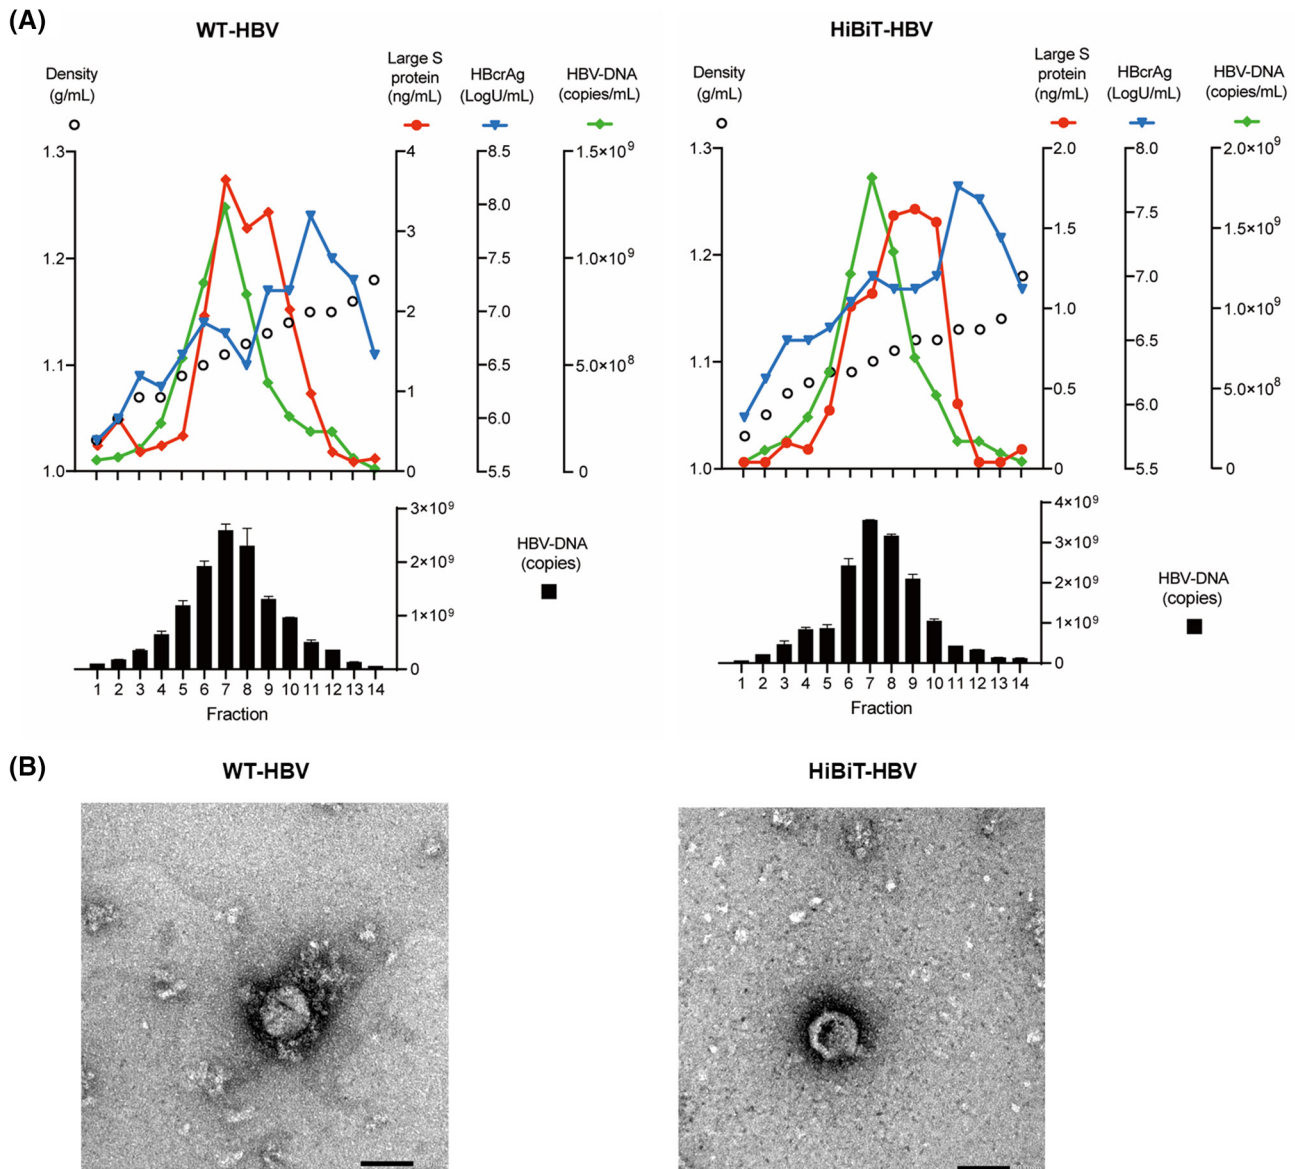 (A)
WT-HBV
Density
(g/mL)
Large S
protein
(ng/mL)
HBcrAg
(LogU/mL)
HBV-DNA
(copies/mL)
1.3
1.2
1.1
1.0
4
3
2
1
0
8.5
8.0
7.5
7.0
6.5
6.0
5.5
1.5×10⁹
1.0×10⁹
5.0×10⁸
0
3×10⁹
2×10⁹
1×10⁹
0
HBV-DNA
(copies)
1 2 3 4 5 6 7 8 9 10 11 12 13 14
Fraction
HiBiT-HBV
Density
(g/mL)
Large S
protein
(ng/mL)
HBcrAg
(LogU/mL)
HBV-DNA
(copies/mL)
1.3
1.2
1.1
1.0
2.0
1.5
1.0
0.5
0
8.0
7.5
7.0
6.5
6.0
5.5
2.0×10⁹
1.5×10⁹
1.0×10⁹
5.0×10⁸
0
4×10⁹
3×10⁹
2×10⁹
1×10⁹
0
HBV-DNA
(copies)
1 2 3 4 5 6 7 8 9 10 11 12 13 14
Fraction
(B)
WT-HBV
HiBiT-HBV